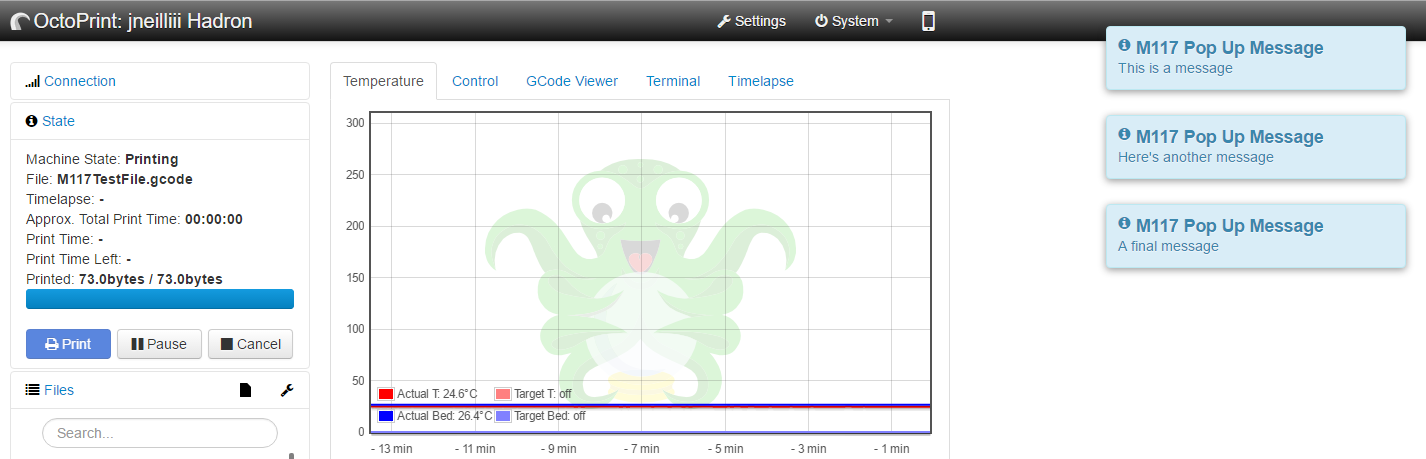 OctoPrint: jneilliii Hadron
Settings
System
Connection
State
Machine State: Printing
File: M117TestFile.gcode
Timelapse: -
Approx. Total Print Time: 00:00:00
Print Time: -
Print Time Left: -
Printed: 73.0bytes / 73.0bytes
Print
Pause
Cancel
Files
Search...
Temperature
Control
GCode Viewer
Terminal
Timelapse
300
250
200
150
100
50
0
Actual T: 24.6°C
Target T: off
Actual Bed: 26.4°C
Target Bed: off
- 13 min
- 11 min
- 9 min
- 7 min
- 5 min
- 3 min
- 1 min
M117 Pop Up Message
This is a message
M117 Pop Up Message
Here's another message
M117 Pop Up Message
A final message